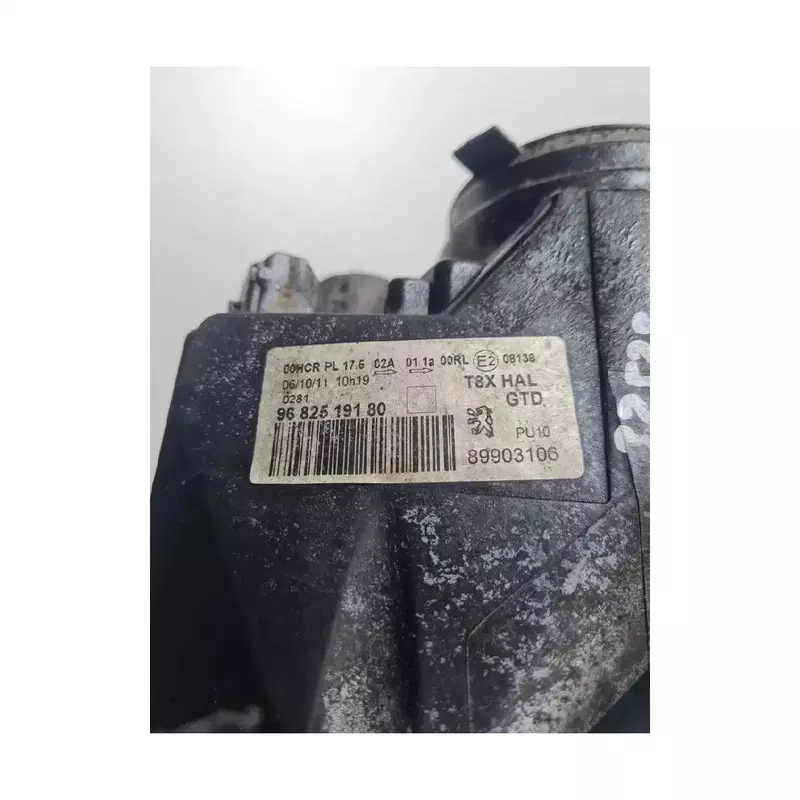 00HCR PL 17.5 02A 01 1a 00RL E2 08138
06/10/11 10h19
0281
96 825 191 80
T8X HAL
GTD.
PU10
89903106